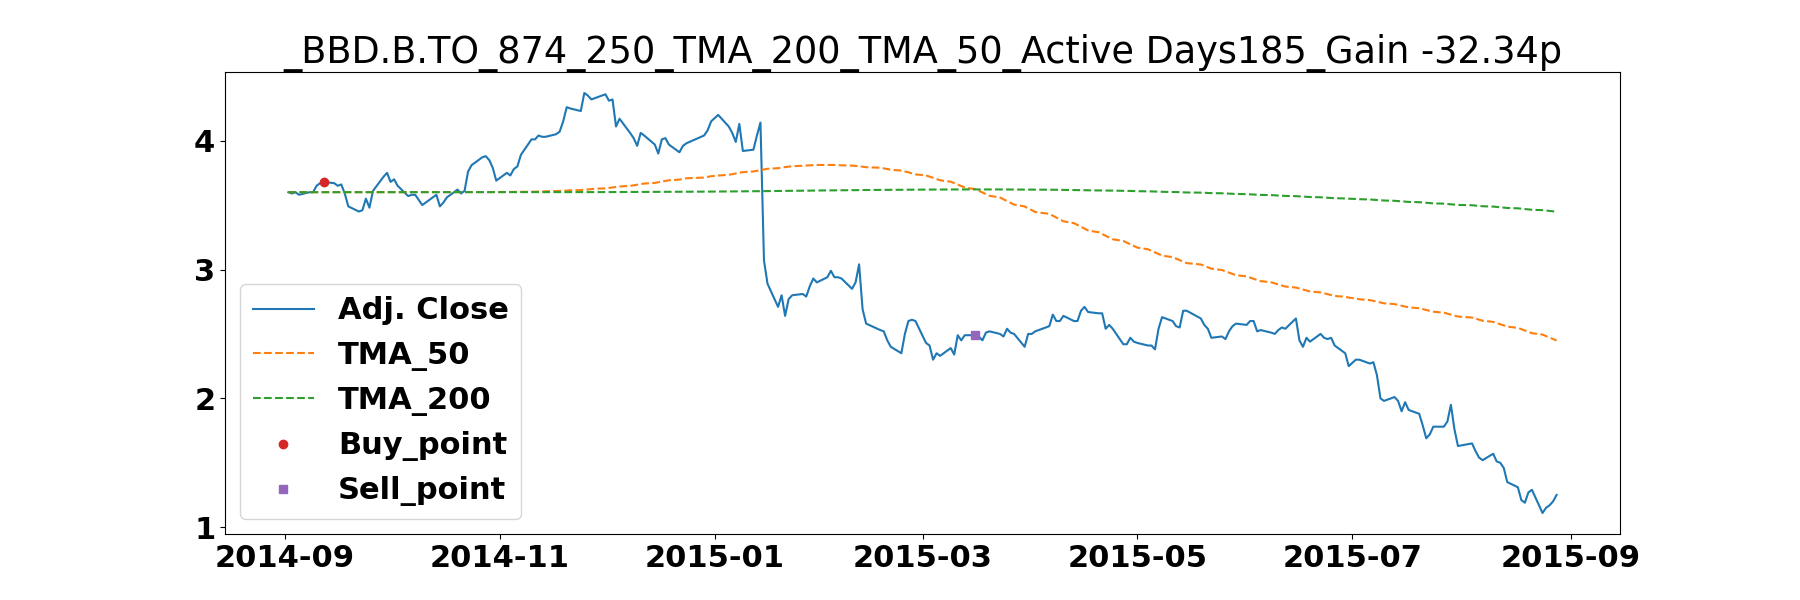 _BBD.B.TO_874_250_TMA_200_TMA_50_Active Days185_Gain -32.34p
4
3
2
1
Adj. Close
TMA_50
TMA_200
Buy_point
Sell_point
2014-09 2014-11 2015-01 2015-03 2015-05 2015-07 2015-09